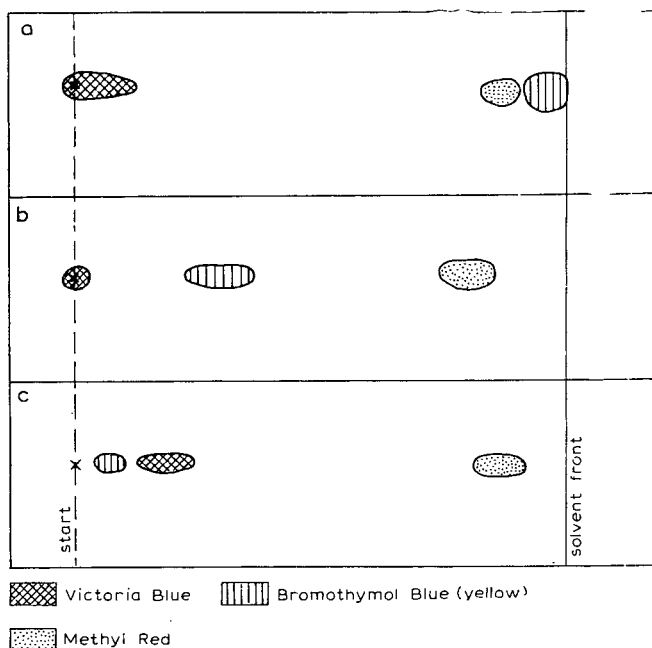 a
b
c
start
solvent front
Victoria Blue
Bromothymol Blue (yellow)
Methyl Red